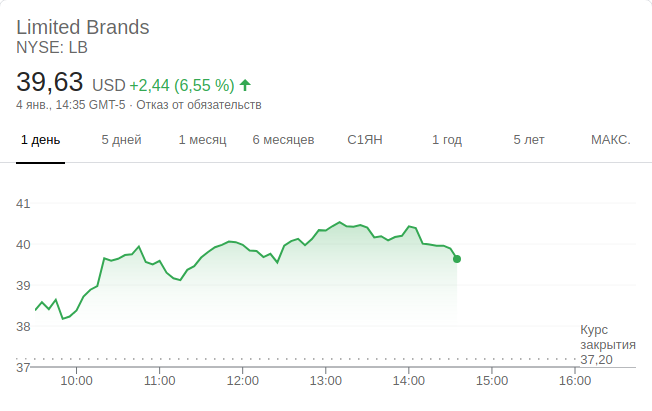 Limited Brands
NYSE: LB
39,63 USD +2,44 (6,55 %)
4 янв., 14:35 GMT-5 · Отказ от обязательств
1 день 5 дней 1 месяц 6 месяцев С1ЯН 1 год 5 лет МАКС.
41
40
39
38
Курс
закрытия
37,20
37
10:00 11:00 12:00 13:00 14:00 15:00 16:00